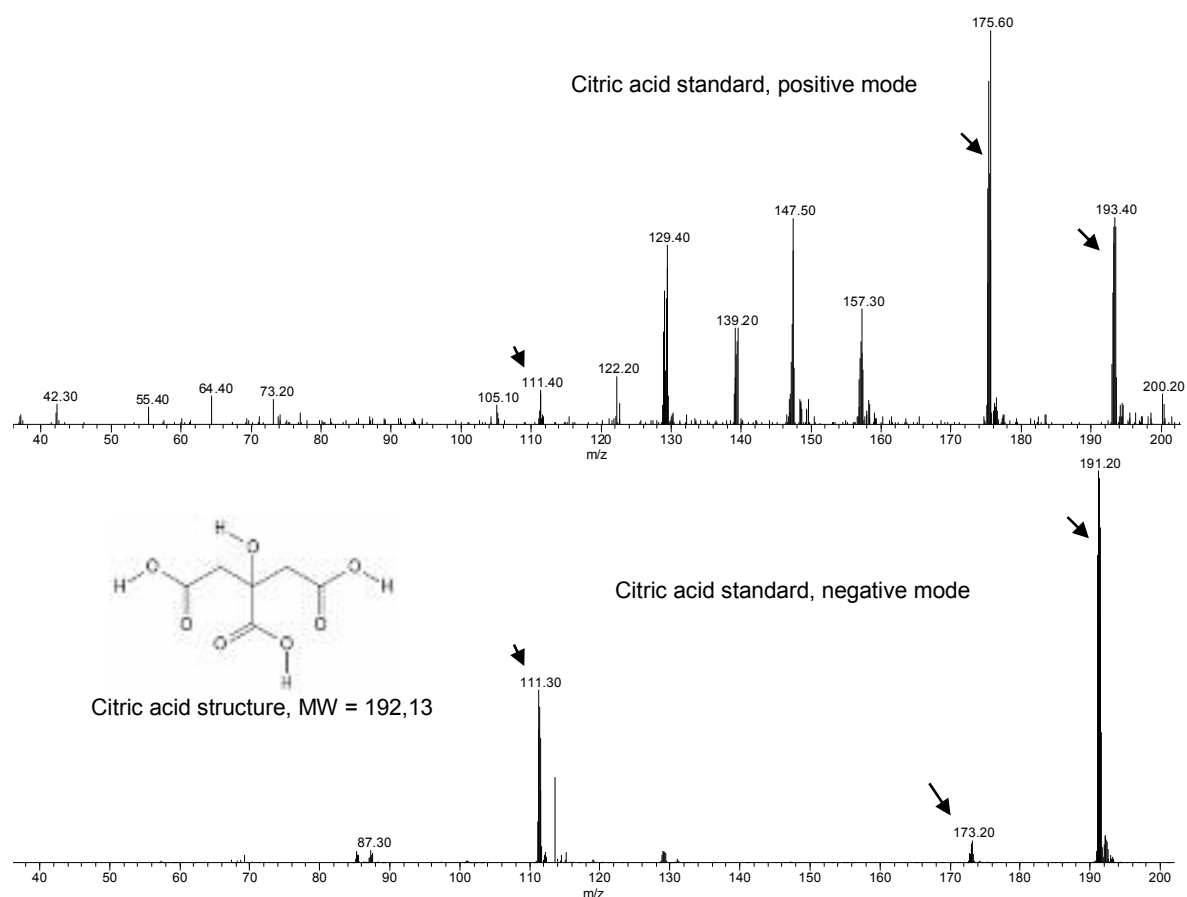 175.60
Citric acid standard, positive mode
193.40
147.50
129.40
157.30
139.20
122.20
111.40
105.10
42.30
55.40
64.40
73.20
200.20
40 50 60 70 80 90 100 110 120 130 140 150 160 170 180 190 200
m/z
191.20
H
O
H
O
O
H
O
O
O
O
H
Citric acid structure, MW = 192,13
Citric acid standard, negative mode
111.30
87.30
173.20
40 50 60 70 80 90 100 110 120 130 140 150 160 170 180 190 200
m/z